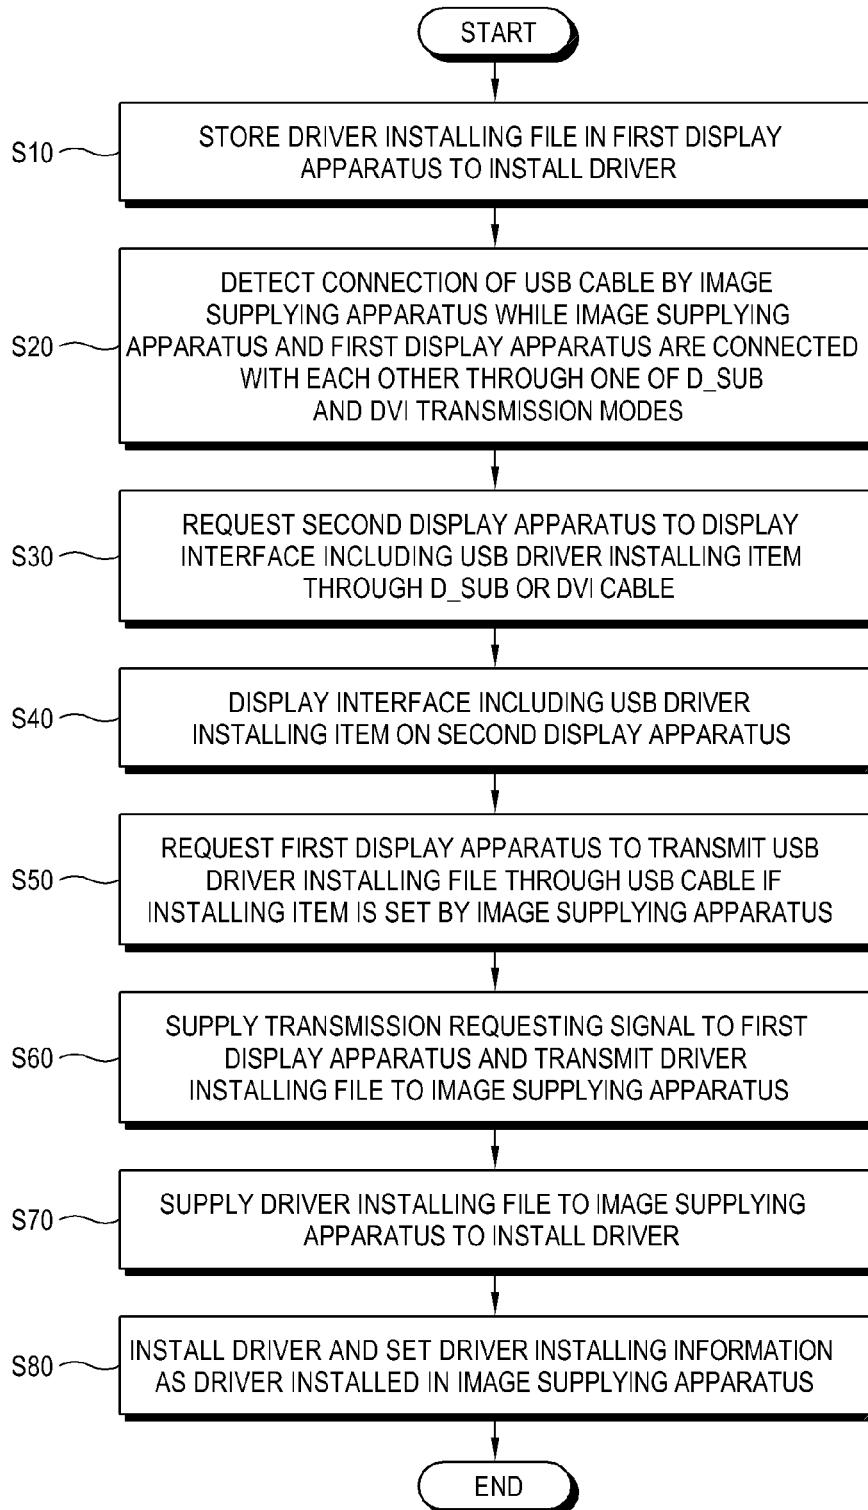 START
S10
STORE DRIVER INSTALLING FILE IN FIRST DISPLAY
APPARATUS TO INSTALL DRIVER
S20
DETECT CONNECTION OF USB CABLE BY IMAGE
SUPPLYING APPARATUS WHILE IMAGE SUPPLYING
APPARATUS AND FIRST DISPLAY APPARATUS ARE CONNECTED
WITH EACH OTHER THROUGH ONE OF D_SUB
AND DVI TRANSMISSION MODES
S30
REQUEST SECOND DISPLAY APPARATUS TO DISPLAY
INTERFACE INCLUDING USB DRIVER INSTALLING ITEM
THROUGH D_SUB OR DVI CABLE
S40
DISPLAY INTERFACE INCLUDING USB DRIVER
INSTALLING ITEM ON SECOND DISPLAY APPARATUS
S50
REQUEST FIRST DISPLAY APPARATUS TO TRANSMIT USB
DRIVER INSTALLING FILE THROUGH USB CABLE IF
INSTALLING ITEM IS SET BY IMAGE SUPPLYING APPARATUS
S60
SUPPLY TRANSMISSION REQUESTING SIGNAL TO FIRST
DISPLAY APPARATUS AND TRANSMIT DRIVER
INSTALLING FILE TO IMAGE SUPPLYING APPARATUS
S70
SUPPLY DRIVER INSTALLING FILE TO IMAGE SUPPLYING
APPARATUS TO INSTALL DRIVER
S80
INSTALL DRIVER AND SET DRIVER INSTALLING INFORMATION
AS DRIVER INSTALLED IN IMAGE SUPPLYING APPARATUS
END